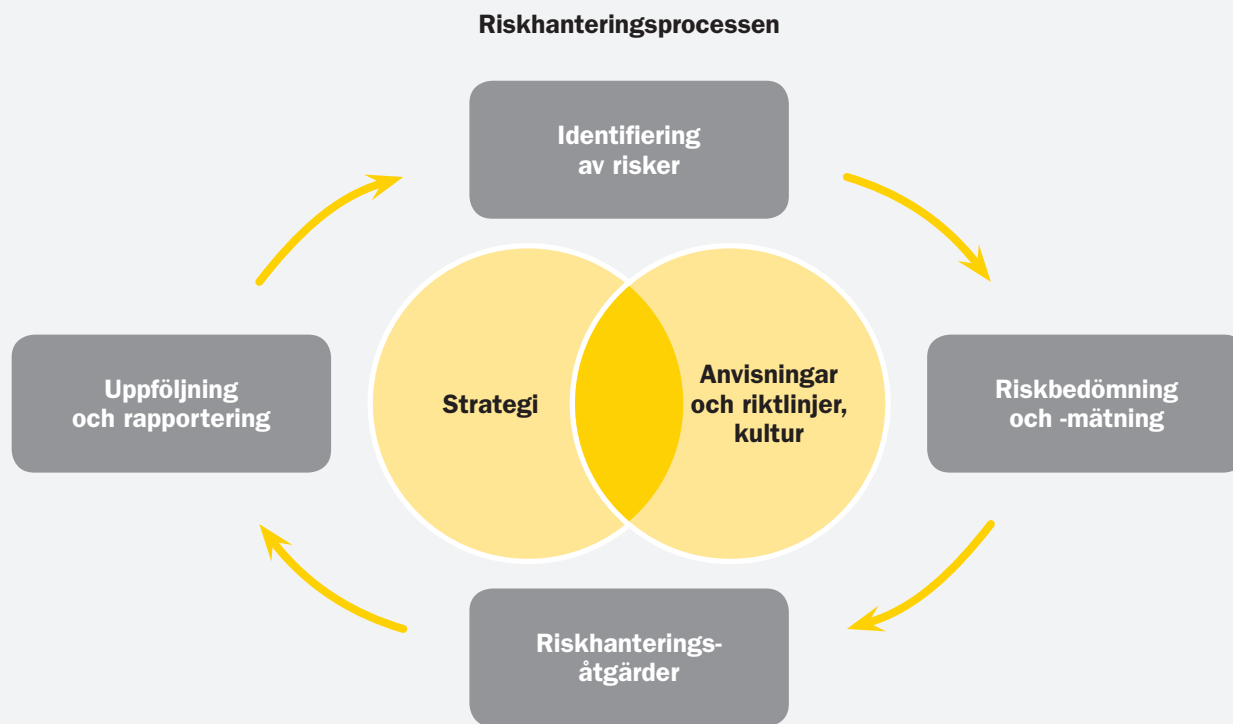 Riskhanteringsprocessen
Identifiering
av risker
Uppföljning
och rapportering
Strategi
Anvisningar
och riktlinjer,
kultur
Riskbedömning
och -mätning
Riskhanterings-
åtgärder